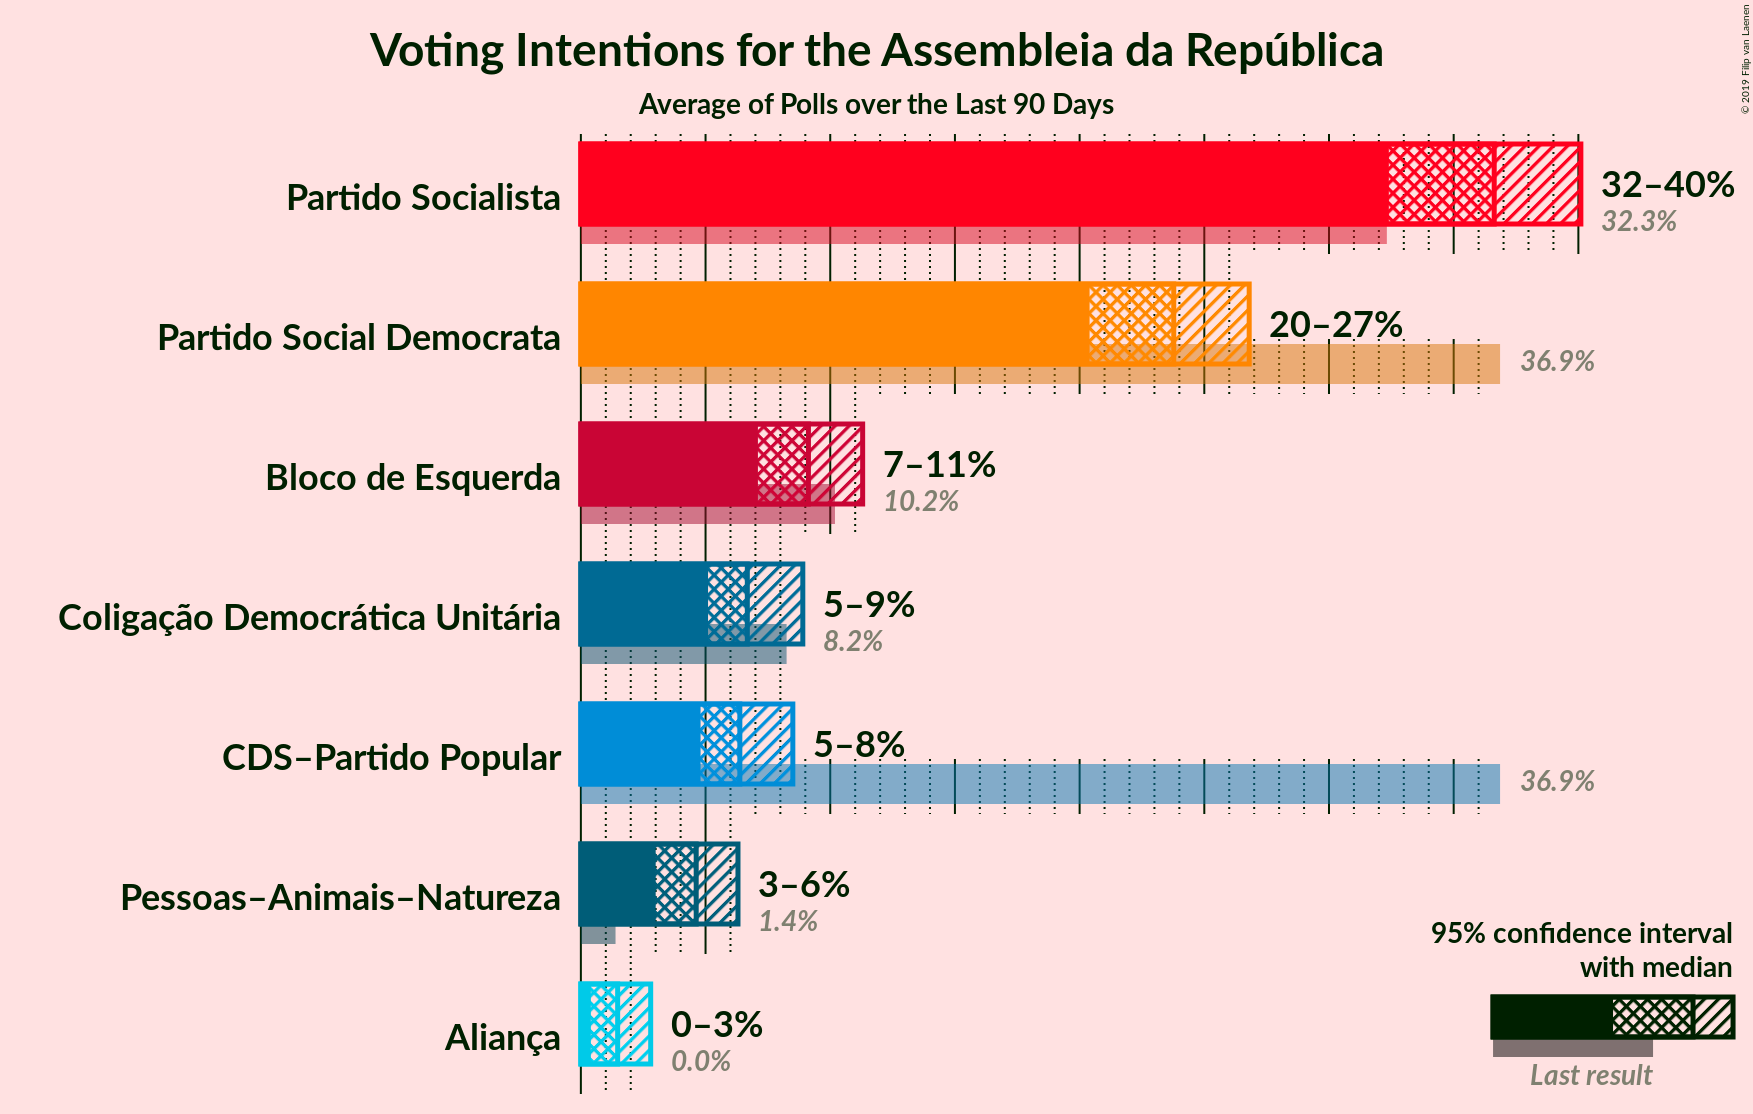 Voting Intentions for the Assembleia da República
Average of Polls over the Last 90 Days
© 2019 Filip van Laenen
Partido Socialista
32–40%
32.3%
Partido Social Democrata
20–27%
36.9%
Bloco de Esquerda
7–11%
10.2%
Coligação Democrática Unitária
5–9%
8.2%
CDS–Partido Popular
5–8%
36.9%
Pessoas–Animais–Natureza
3–6%
1.4%
Aliança
0–3%
0.0%
95% confidence interval
with median
Last result